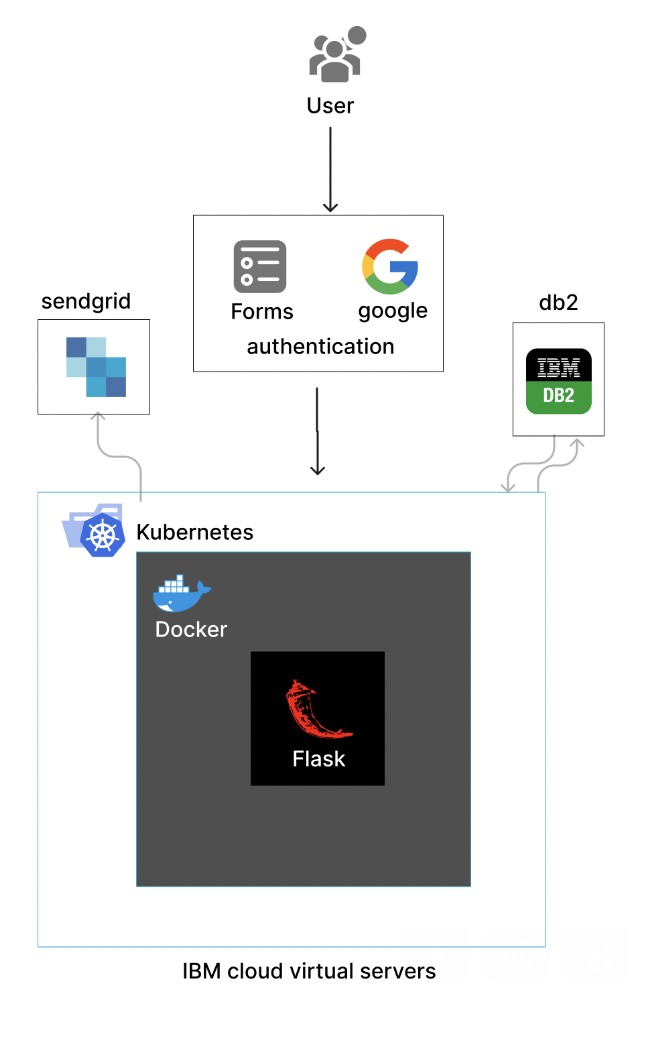 User
Forms
google
authentication
sendgrid
db2
IBM
DB2
Kubernetes
Docker
Flask
IBM cloud virtual servers